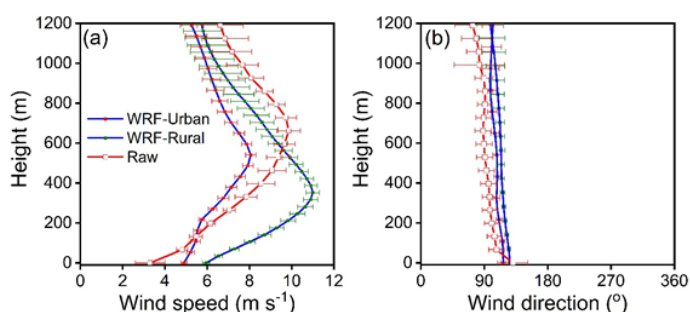 (a)
(b)
1200
1000
800
600
400
200
0
Height (m)
WRF-Urban
WRF-Rural
Raw
0 2 4 6 8 10 12
Wind speed (m s⁻¹)
1200
1000
800
600
400
200
0
Height (m)
0 90 180 270 360
Wind direction (°)